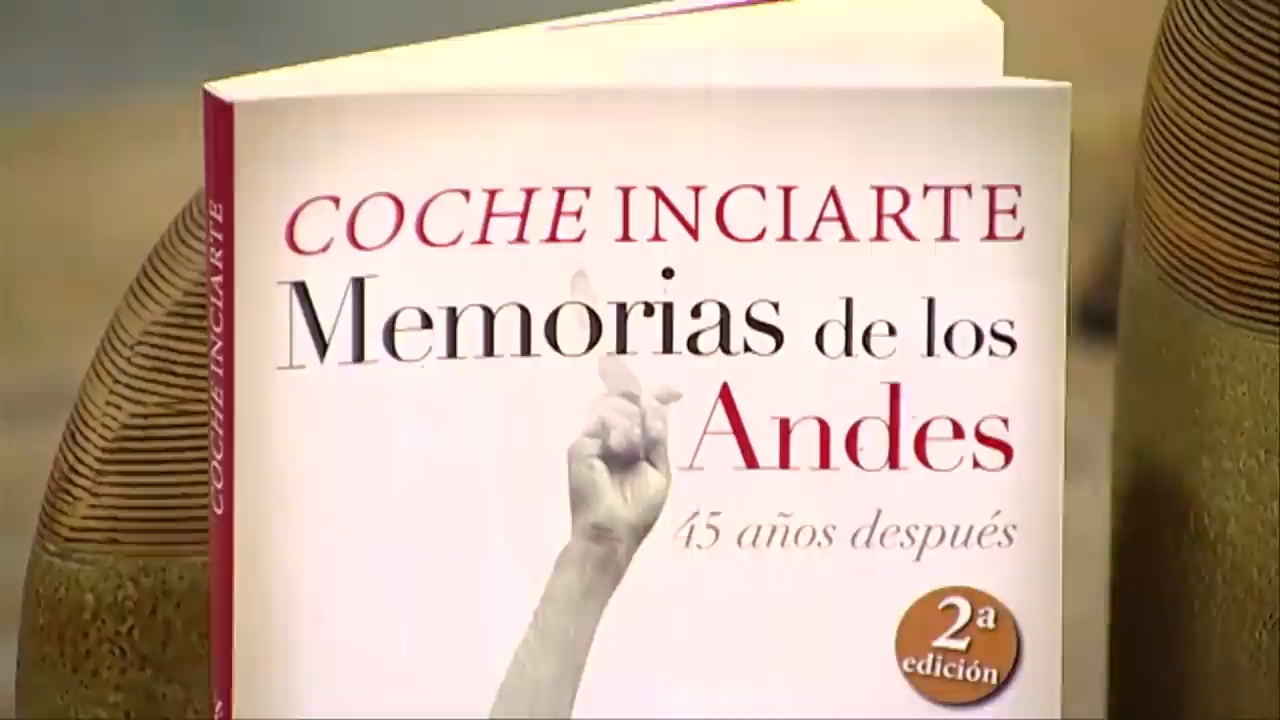 COCHE INCIARTE
Memorias de los
Andes
45 años después
2ª
edición
COCHE INCIARTE